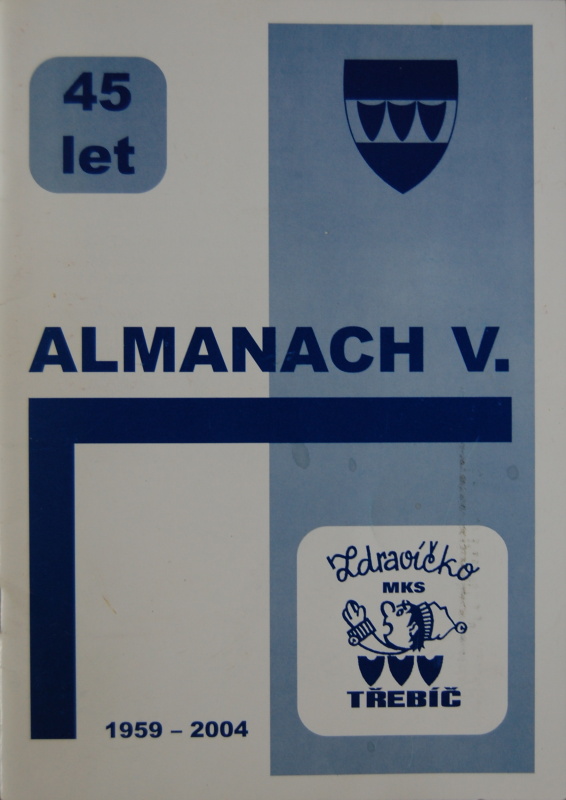 45
let
ALMANACH V.
Zdravíčko
MKS
TŘEBÍČ
1959 – 2004